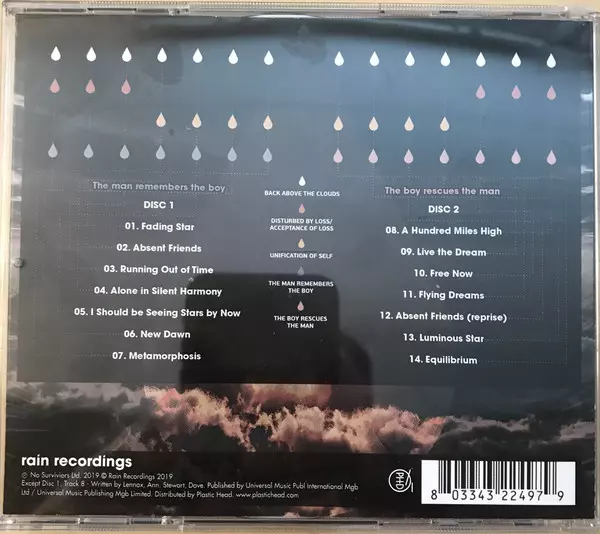 The man remembers the boy
DISC 1
01. Fading Star
02. Absent Friends
03. Running Out of Time
04. Alone in Silent Harmony
05. I Should be Seeing Stars by Now
06. New Dawn
07. Metamorphosis
BACK ABOVE THE CLOUDS
DISTURBED BY LOSS/
ACCEPTANCE OF LOSS
UNIFICATION OF SELF
THE MAN REMEMBERS
THE BOY
THE BOY RESCUES
THE MAN
The boy rescues the man
DISC 2
08. A Hundred Miles High
09. Live the Dream
10. Free Now
11. Flying Dreams
12. Absent Friends (reprise)
13. Luminous Star
14. Equilibrium
rain recordings
℗ No Surviviers Ltd. 2019 © Rain Recordings 2019
Except Disc 1, Track 8 - Written by Lennox, Ann. Stewart, Dave. Published by Universal Music Publ International Mgb
Ltd / Universal Music Publishing Mgb Limited. Distributed by Plastic Head. www.plastichead.com
8 03343 22497 9